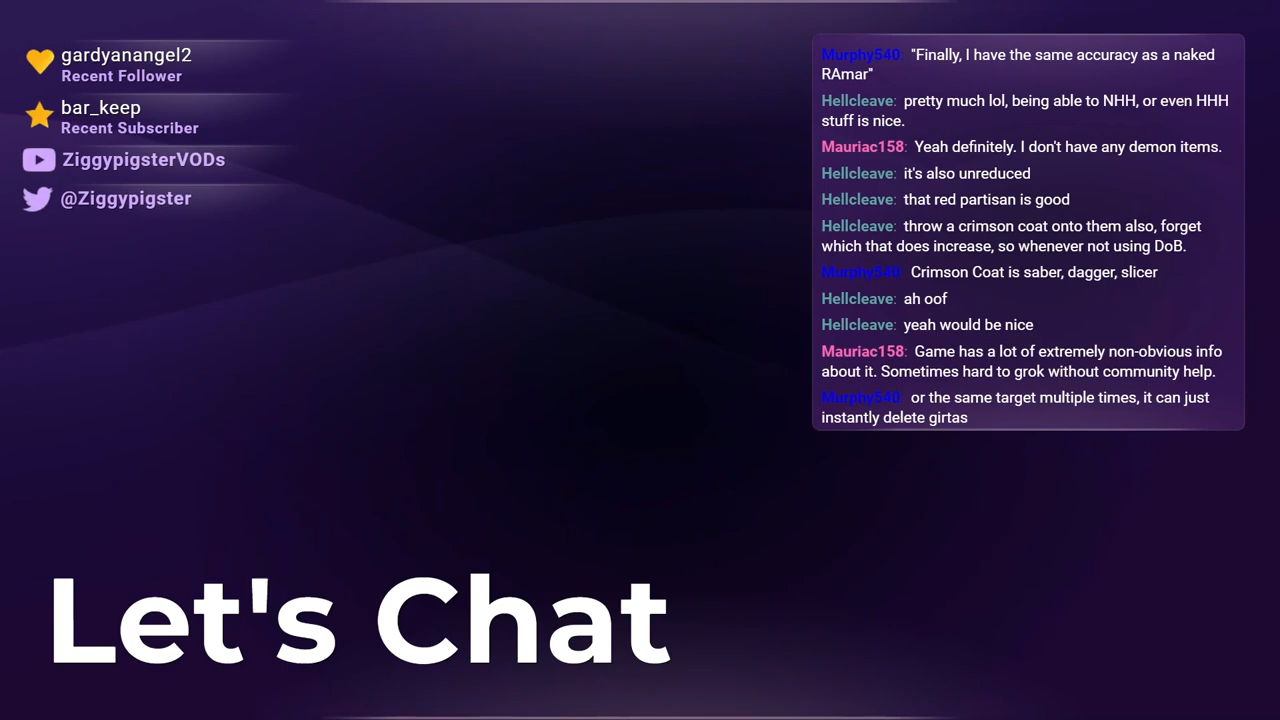 gardyanangel2
Recent Follower
bar_keep
Recent Subscriber
ZiggypigsterVODs
@Ziggypigster
Murphy540: "Finally, I have the same accuracy as a naked
RAmar"
Hellcleave: pretty much lol, being able to NHH, or even HHH
stuff is nice.
Mauriac158: Yeah definitely. I don't have any demon items.
Hellcleave: it's also unreduced
Hellcleave: that red partisan is good
Hellcleave: throw a crimson coat onto them also, forget
which that does increase, so whenever not using DoB.
Murphy540: Crimson Coat is saber, dagger, slicer
Hellcleave: ah oof
Hellcleave: yeah would be nice
Mauriac158: Game has a lot of extremely non-obvious info
about it. Sometimes hard to grok without community help.
Murphy540: or the same target multiple times, it can just
instantly delete girtas
Let's Chat